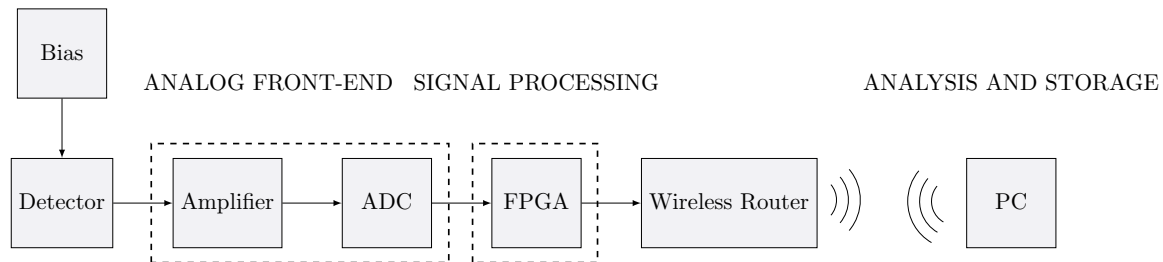 Bias
ANALOG FRONT-END
SIGNAL PROCESSING
ANALYSIS AND STORAGE
Detector
Amplifier
ADC
FPGA
Wireless Router
PC